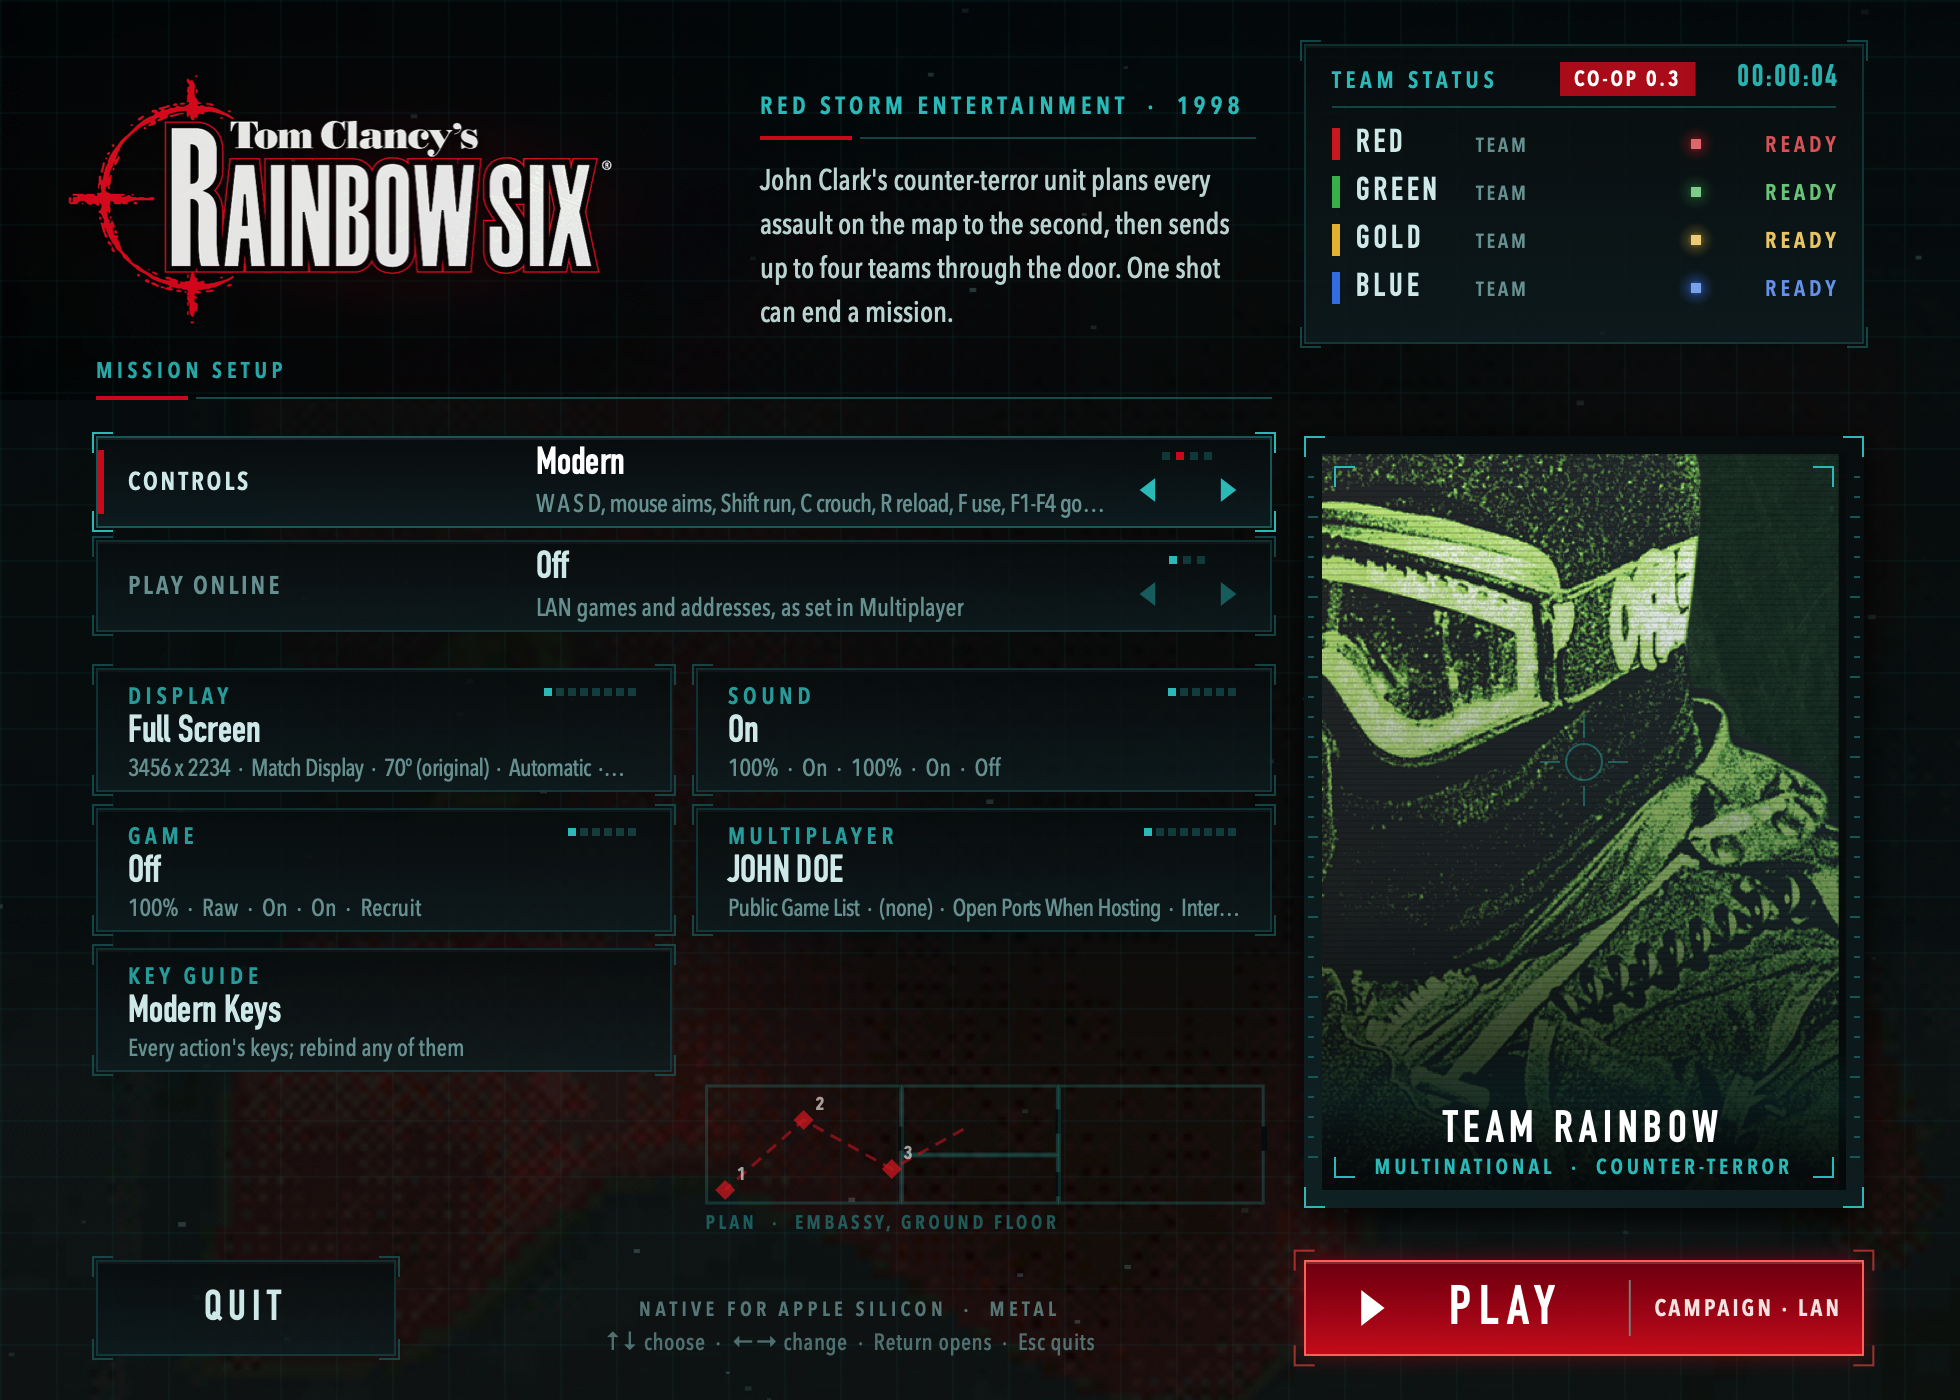 Tom Clancy's
RAINBOW SIX®
RED STORM ENTERTAINMENT · 1998
John Clark's counter-terror unit plans every
assault on the map to the second, then sends
up to four teams through the door. One shot
can end a mission.
TEAM STATUS CO-OP 0.3 00:00:04
RED TEAM READY
GREEN TEAM READY
GOLD TEAM READY
BLUE TEAM READY
MISSION SETUP
CONTROLS
Modern
W A S D, mouse aims, Shift run, C crouch, R reload, F use, F1-F4 go…
PLAY ONLINE
Off
LAN games and addresses, as set in Multiplayer
DISPLAY
Full Screen
3456 x 2234 · Match Display · 70° (original) · Automatic ·…
SOUND
On
100% · On · 100% · On · Off
GAME
Off
100% · Raw · On · On · Recruit
MULTIPLAYER
JOHN DOE
Public Game List · (none) · Open Ports When Hosting · Inter…
KEY GUIDE
Modern Keys
Every action's keys; rebind any of them
1
2
3
PLAN · EMBASSY, GROUND FLOOR
TEAM RAINBOW
MULTINATIONAL · COUNTER-TERROR
QUIT
NATIVE FOR APPLE SILICON · METAL
↑↓ choose · ←→ change · Return opens · Esc quits
PLAY CAMPAIGN · LAN